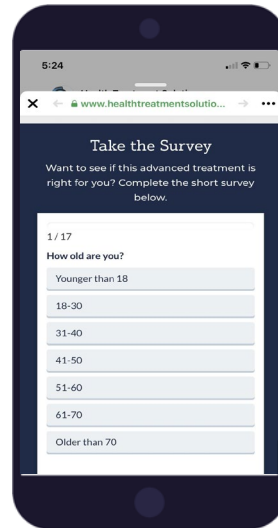 5:24
www.healthtreatmentsolutio...
Take the Survey
Want to see if this advanced treatment is
right for you? Complete the short survey
below.
1 / 17
How old are you?
Younger than 18
18-30
31-40
41-50
51-60
61-70
Older than 70